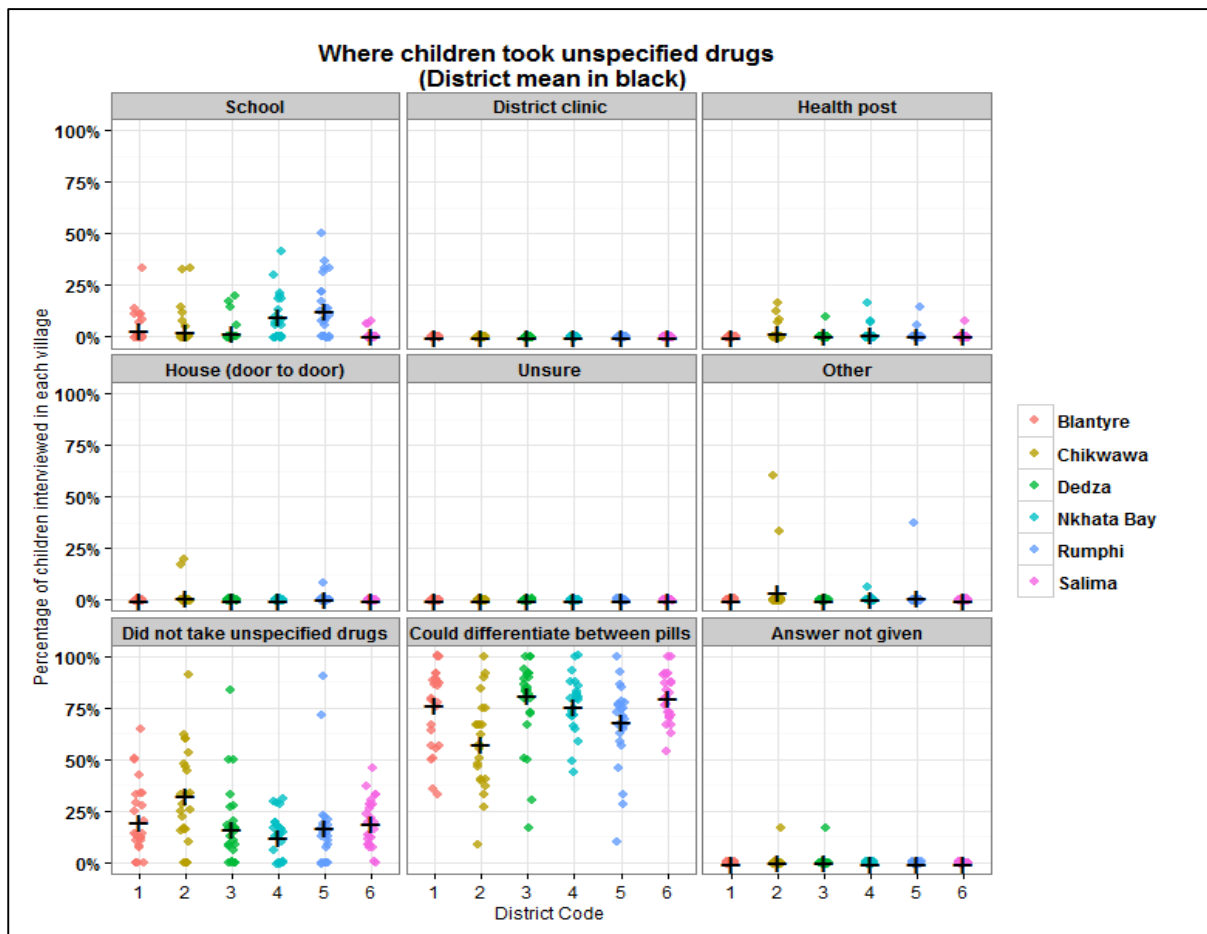 Where children took unspecified drugs
(District mean in black)
School
District clinic
Health post
100%
75%
50%
25%
0%
House (door to door)
Unsure
Other
100%
75%
50%
25%
0%
Did not take unspecified drugs
Could differentiate between pills
Answer not given
100%
75%
50%
25%
0%
1 2 3 4 5 6
1 2 3 4 5 6
1 2 3 4 5 6
District Code
Percentage of children interviewed in each village
Blantyre
Chikwawa
Dedza
Nkhata Bay
Rumphi
Salima